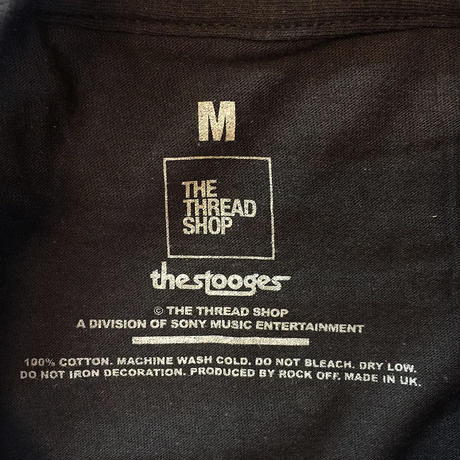 M
THE
THREAD
SHOP
thestooges
© THE THREAD SHOP
A DIVISION OF SONY MUSIC ENTERTAINMENT
100% COTTON. MACHINE WASH COLD. DO NOT BLEACH. DRY LOW.
DO NOT IRON DECORATION. PRODUCED BY ROCK OFF. MADE IN UK.